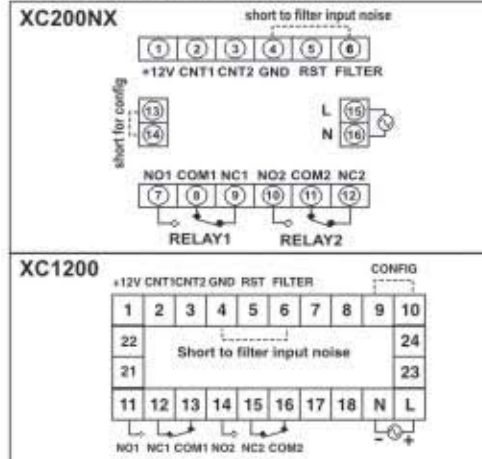 XC200NX
short to filter input noise
1 2 3 4 5 6
+12V CNT1 CNT2 GND RST FILTER
short for config
13
14
L 15
N 16
NO1 COM1 NC1 NO2 COM2 NC2
7 8 9 10 11 12
RELAY1 RELAY2
XC1200
CONFIG
+12V CNT1 CNT2 GND RST FILTER
1 2 3 4 5 6 7 8 9 10
22 24
Short to filter input noise
21 23
11 12 13 14 15 16 17 18 N L
- +
NO1 NC1 COM1 NO2 NC2 COM2